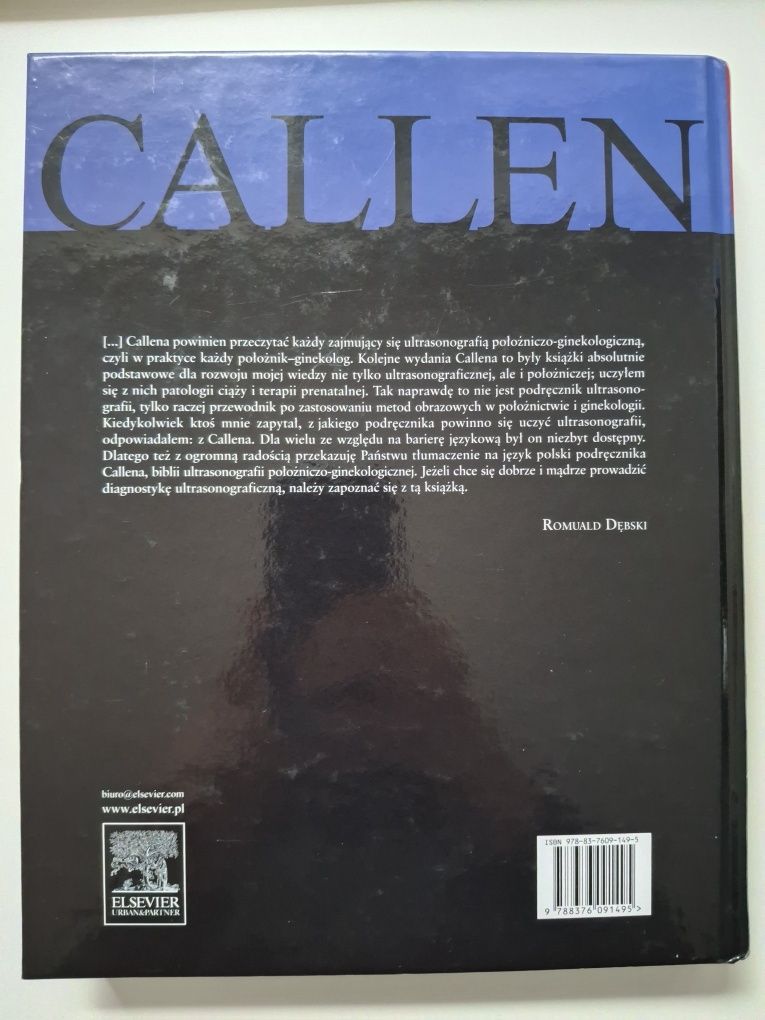 CALLEN
[...] Callena powinien przeczytać każdy zajmujący się ultrasonografią położniczo-ginekologiczną,
czyli w praktyce każdy położnik–ginekolog. Kolejne wydania Callena to były książki absolutnie
podstawowe dla rozwoju mojej wiedzy nie tylko ultrasonograficznej, ale i położniczej; uczyłem
się z nich patologii ciąży i terapii prenatalnej. Tak naprawdę to nie jest podręcznik ultrasono-
grafii, tylko raczej przewodnik po zastosowaniu metod obrazowych w położnictwie i ginekologii.
Kiedykolwiek ktoś mnie zapytał, z jakiego podręcznika powinno się uczyć ultrasonografii,
odpowiadałem: z Callena. Dla wielu ze względu na barierę językową był on niezbyt dostępny.
Dlatego też z ogromną radością przekazuję Państwu tłumaczenie na język polski podręcznika
Callena, biblii ultrasonografii położniczo-ginekologicznej. Jeżeli chce się dobrze i mądrze prowadzić
diagnostykę ultrasonograficzną, należy zapoznać się z tą książką.
ROMUALD DĘBSKI
biuro@elsevier.com
www.elsevier.pl
ELSEVIER
URBAN&PARTNER
ISBN 978-83-7609-149-5
9 788376 091495 >